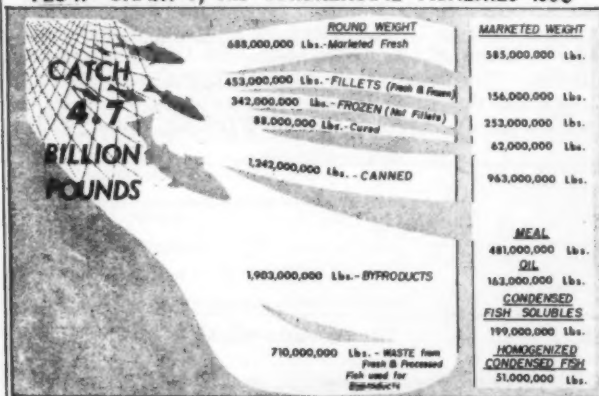 ROUND WEIGHT
MARKETED WEIGHT
688,000,000 Lbs.-Marketed Fresh
585,000,000 Lbs.
453,000,000 Lbs.-FILLETS (Fresh & Frozen)
156,000,000 Lbs.
342,000,000 Lbs.-FROZEN (Not Fillets)
253,000,000 Lbs.
88,000,000 Lbs.-Cured
62,000,000 Lbs.
CATCH
4.7
BILLION
POUNDS
1,242,000,000 Lbs.-CANNED
963,000,000 Lbs.
MEAL
481,000,000 Lbs.
OIL
1,903,000,000 Lbs.-BYPRODUCTS
163,000,000 Lbs.
CONDENSED
FISH SOLUBLES
199,000,000 Lbs.
710,000,000 Lbs.-WASTE from
Fresh & Processed
Fish used for
Byproducts
HOMOGENIZED
CONDENSED FISH
51,000,000 Lbs.